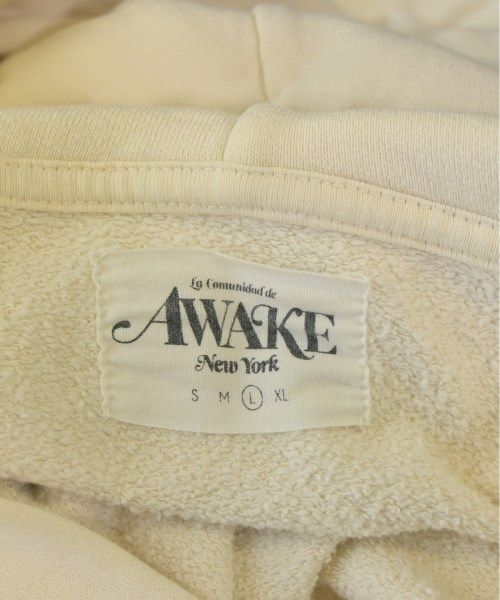 La Comunidad de
AWAKE
New York
S M L XL